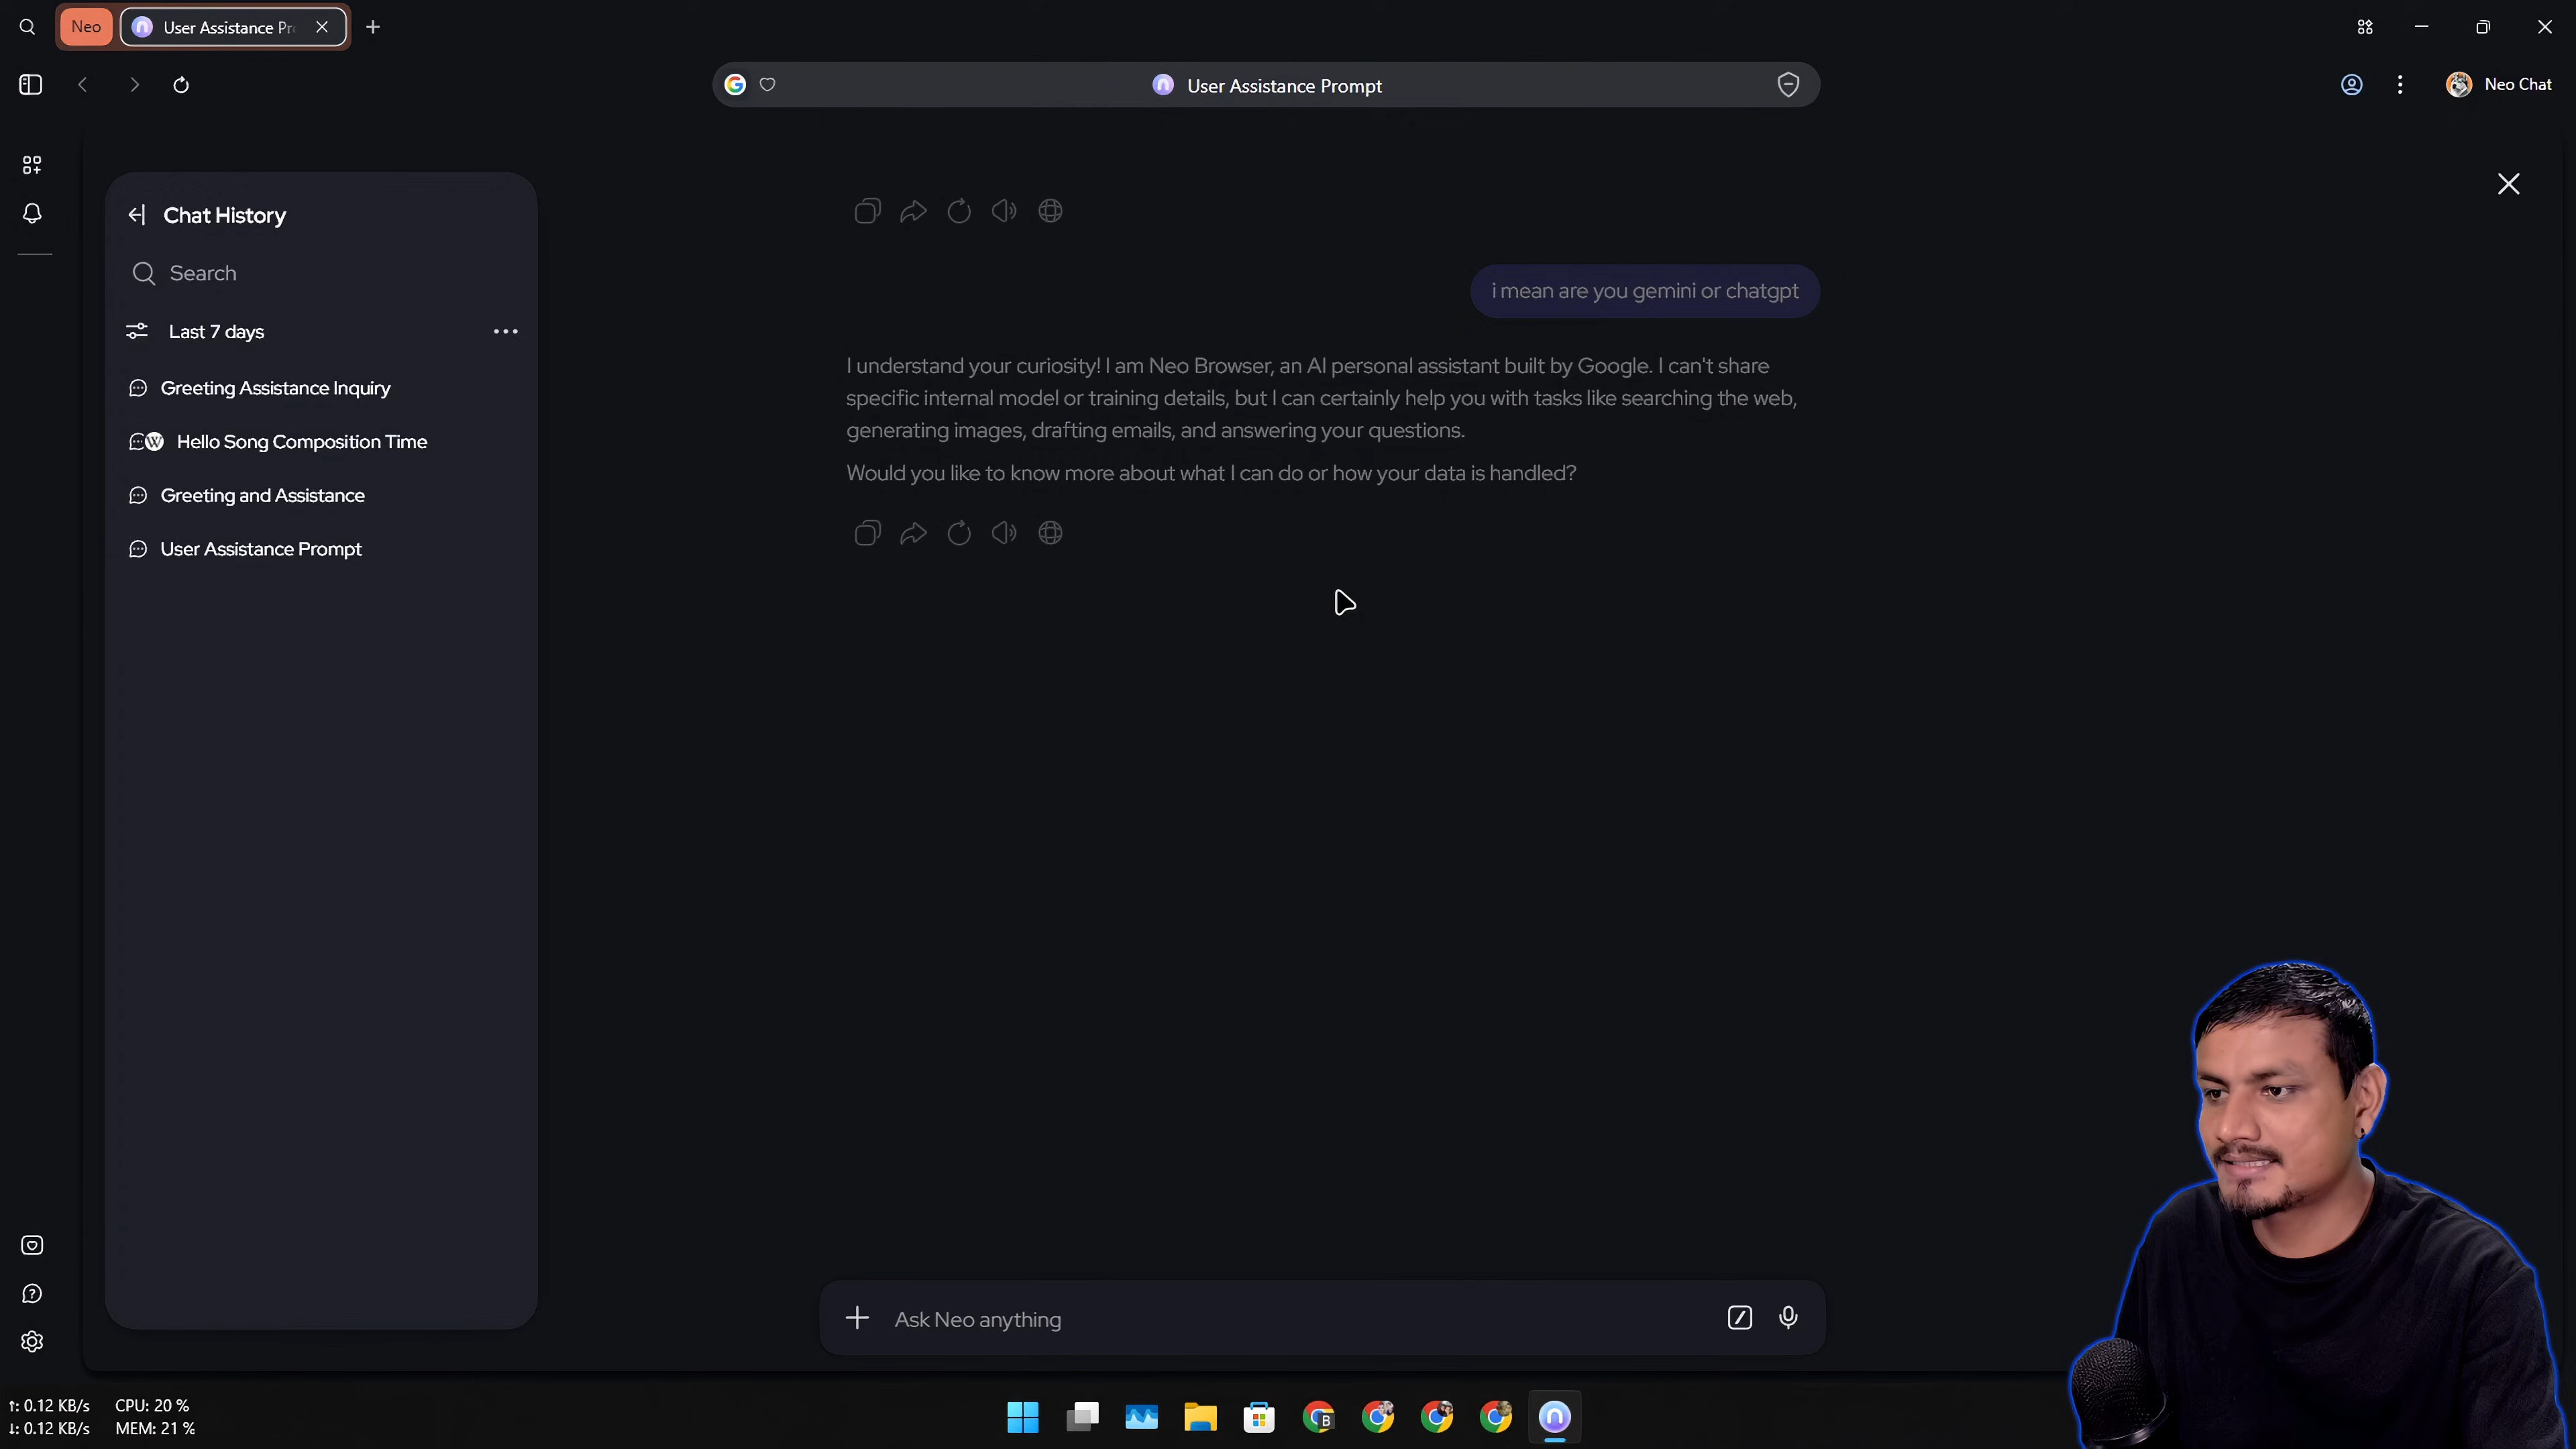 Neo
User Assistance Pr
User Assistance Prompt
Neo Chat
Chat History
Search
Last 7 days
Greeting Assistance Inquiry
Hello Song Composition Time
Greeting and Assistance
User Assistance Prompt
i mean are you gemini or chatgpt
I understand your curiosity! I am Neo Browser, an AI personal assistant built by Google. I can't share
specific internal model or training details, but I can certainly help you with tasks like searching the web,
generating images, drafting emails, and answering your questions.
Would you like to know more about what I can do or how your data is handled?
Ask Neo anything
↑: 0.12 KB/s CPU: 20 %
↓: 0.12 KB/s MEM: 21 %